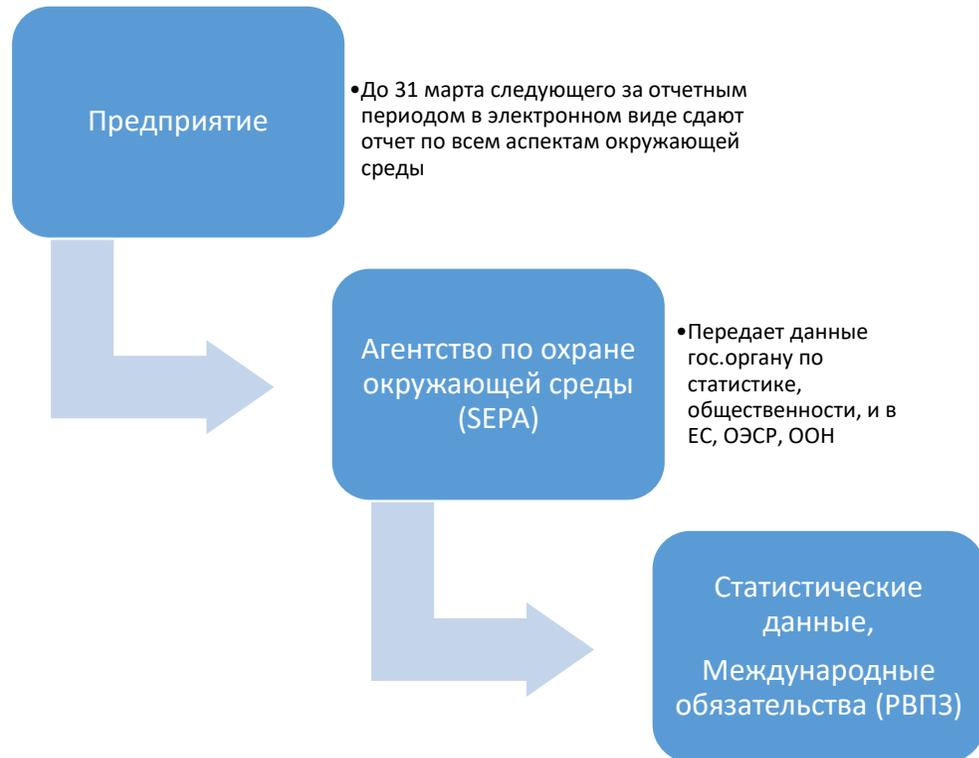 Предприятие
•До 31 марта следующего за отчетным
периодом в электронном виде сдают
отчет по всем аспектам окружающей
среды
Агентство по охране
окружающей среды
(SEPA)
•Передает данные
гос.органу по
статистике,
общественности, и в
ЕС, ОЭСР, ООН
Статистические
данные,
Международные
обязательства (РВПЗ)